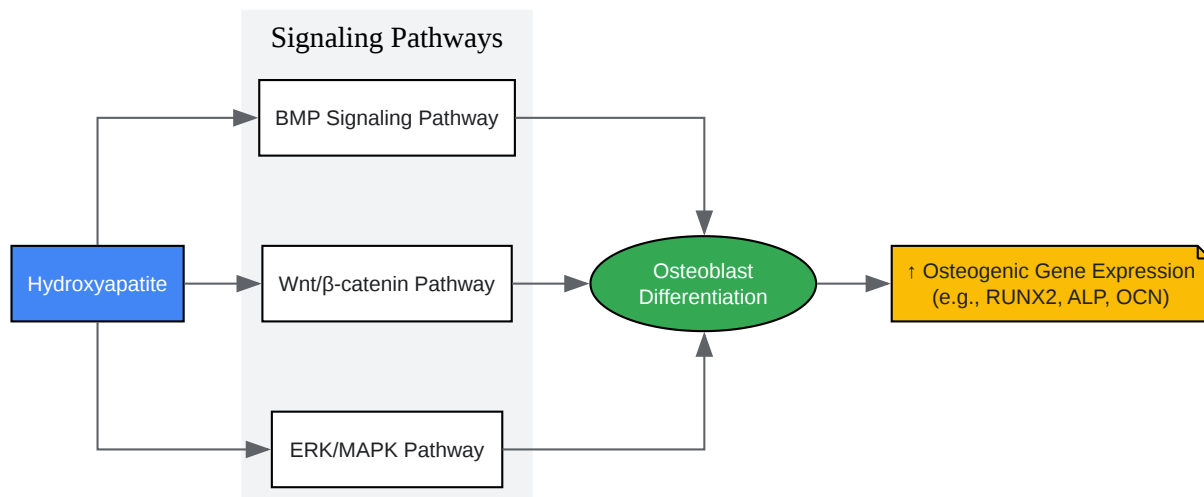 Signaling Pathways
BMP Signaling Pathway
Hydroxyapatite
Wnt/β-catenin Pathway
Osteoblast
Differentiation
↑ Osteogenic Gene Expression
(e.g., RUNX2, ALP, OCN)
ERK/MAPK Pathway